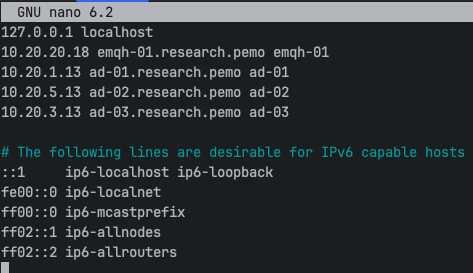 GNU nano 6.2
127.0.0.1 localhost
10.20.20.18 emqh-01.research.pemo emqh-01
10.20.1.13 ad-01.research.pemo ad-01
10.20.5.13 ad-02.research.pemo ad-02
10.20.3.13 ad-03.research.pemo ad-03
# The following lines are desirable for IPv6 capable hosts
::1     ip6-localhost ip6-loopback
fe00::0 ip6-localnet
ff00::0 ip6-mcastprefix
ff02::1 ip6-allnodes
ff02::2 ip6-allrouters